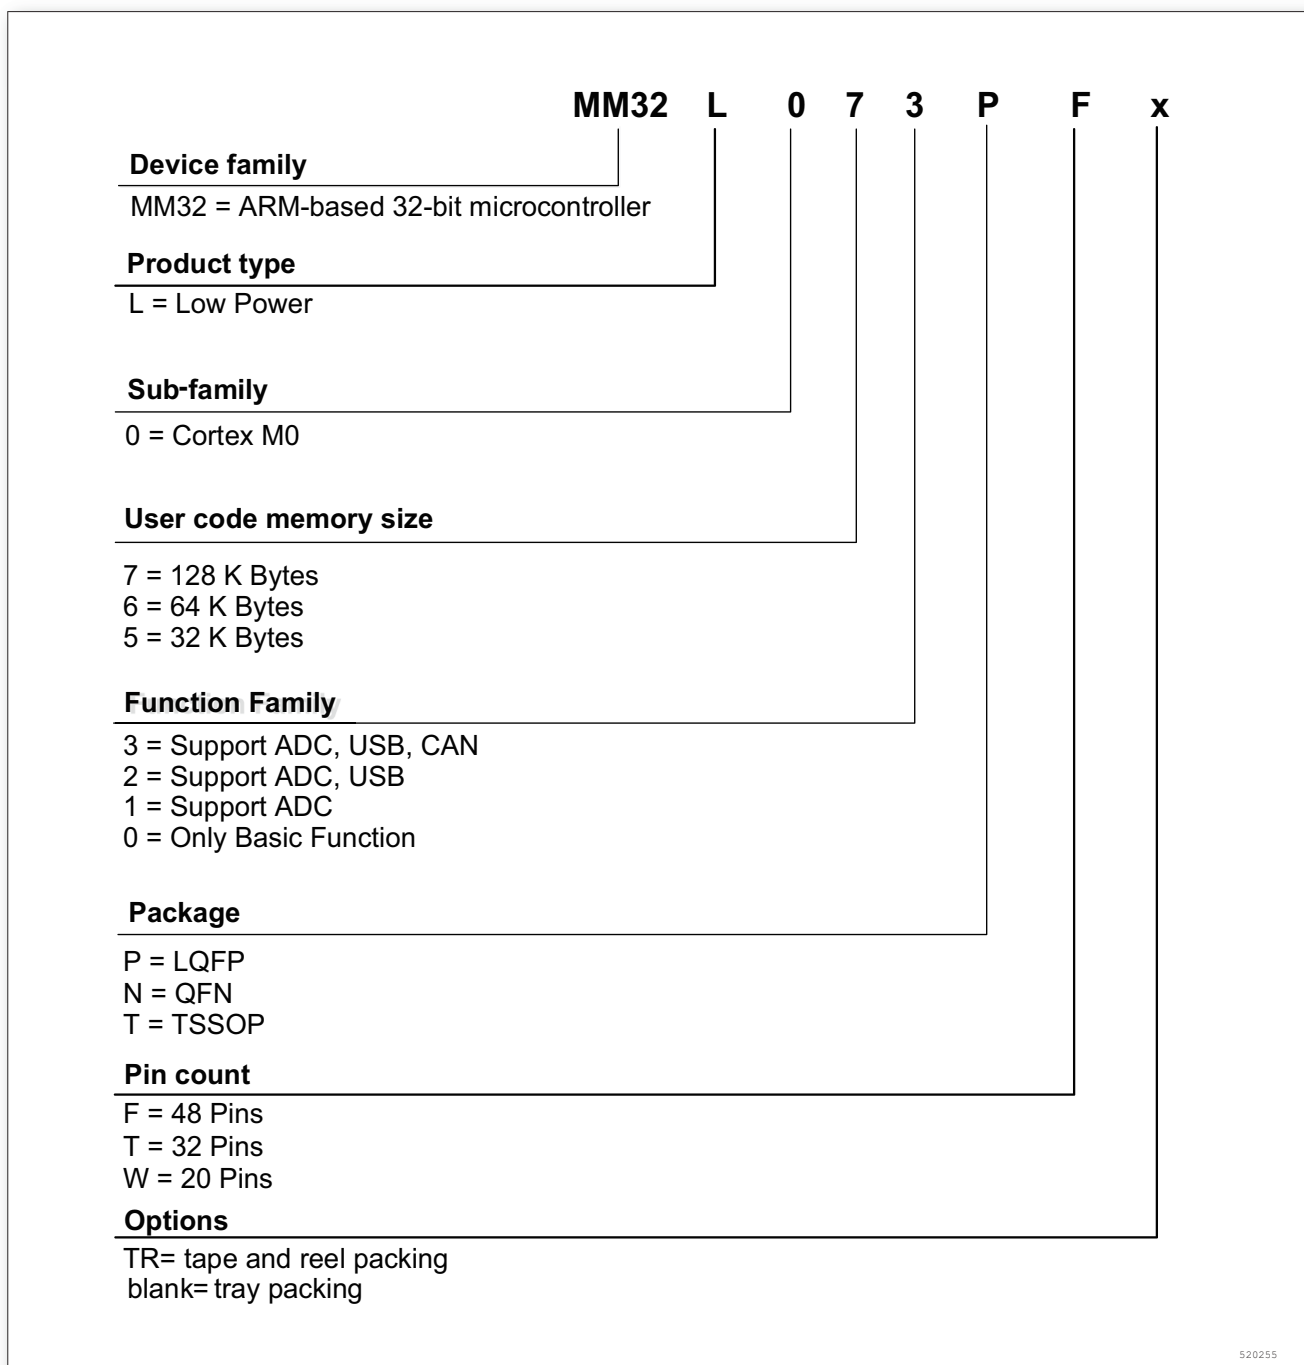 MM32 L 0 7 3 P F x
Device family
MM32 = ARM-based 32-bit microcontroller
Product type
L = Low Power
Sub-family
0 = Cortex M0
User code memory size
7 = 128 K Bytes
6 = 64 K Bytes
5 = 32 K Bytes
Function Family
3 = Support ADC, USB, CAN
2 = Support ADC, USB
1 = Support ADC
0 = Only Basic Function
Package
P = LQFP
N = QFN
T = TSSOP
Pin count
F = 48 Pins
T = 32 Pins
W = 20 Pins
Options
TR= tape and reel packing
blank= tray packing
520255